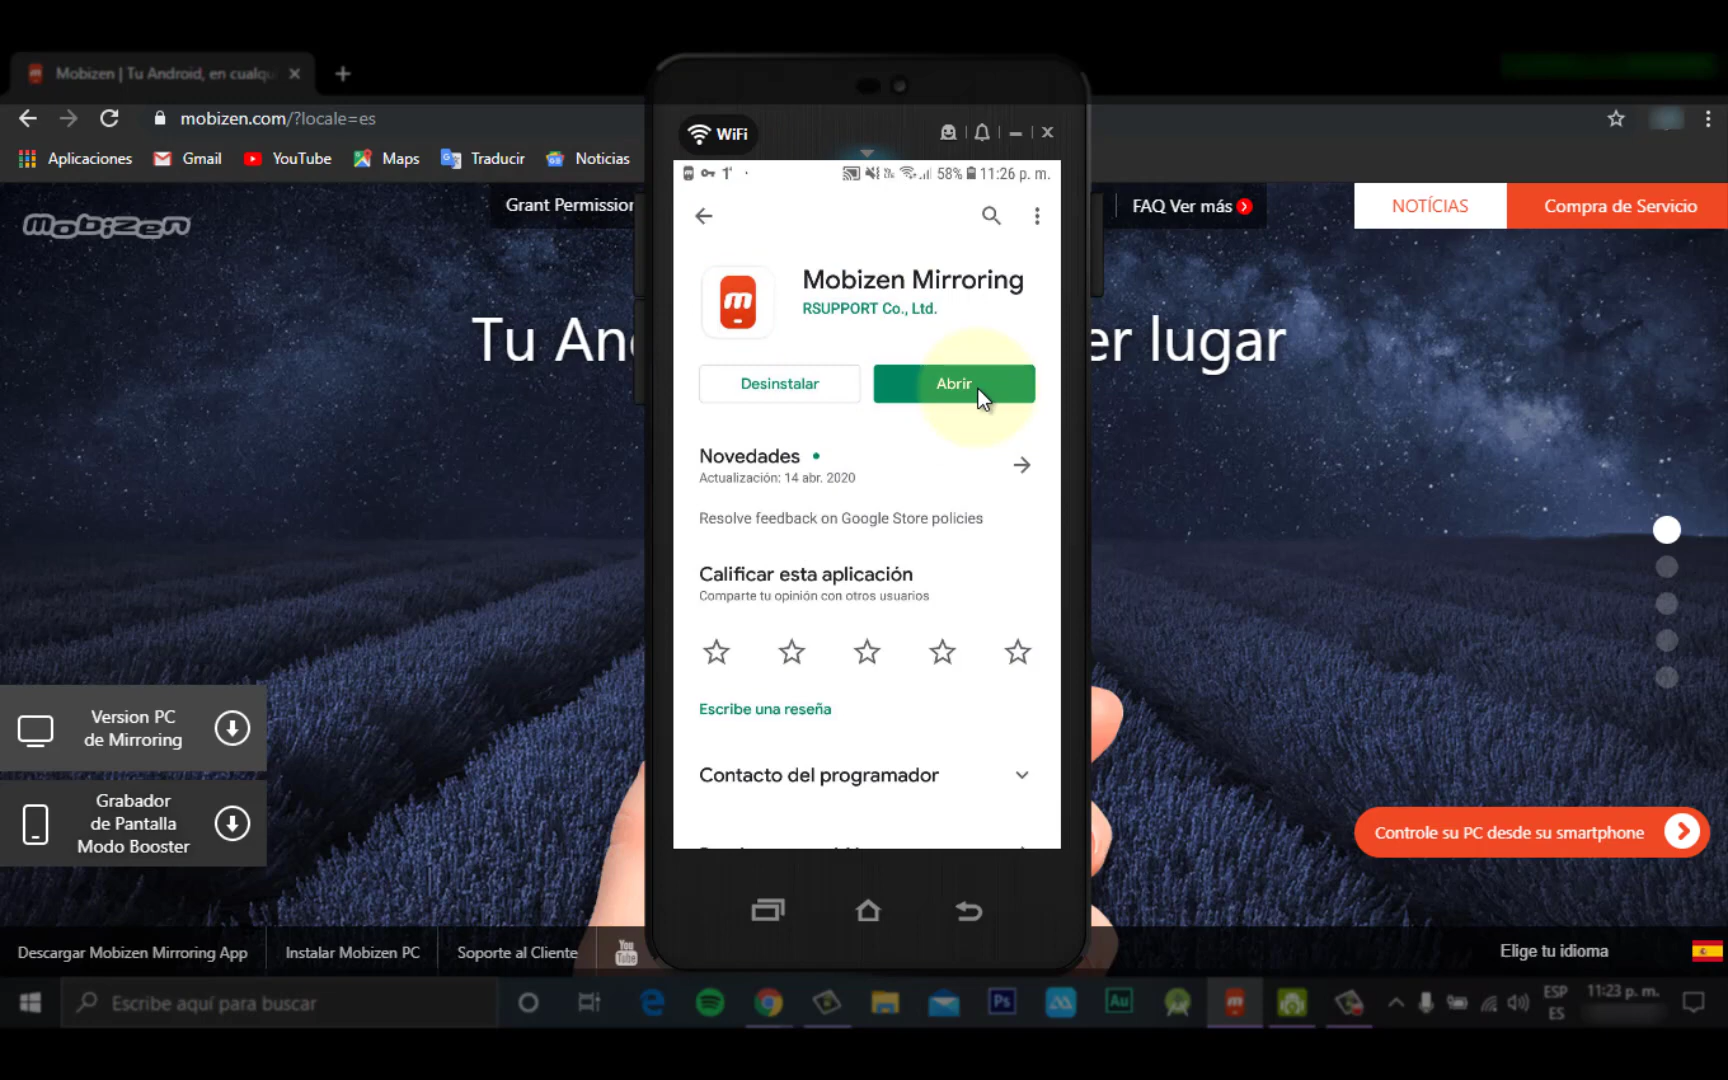 Mobizen | Tu Android, en cualqu
mobizen.com/?locale=es
Aplicaciones
Gmail
YouTube
Maps
Traducir
Noticias
mobizen
Grant Permission
FAQ Ver más
NOTÍCIAS
Compra de Servicio
Tu An
er lugar
WiFi
58% 11:26 p. m.
Mobizen Mirroring
RSUPPORT Co., Ltd.
Desinstalar
Abrir
Novedades
Actualización: 14 abr. 2020
Resolve feedback on Google Store policies
Calificar esta aplicación
Comparte tu opinión con otros usuarios
Escribe una reseña
Contacto del programador
Version PC
de Mirroring
Grabador
de Pantalla
Modo Booster
Controle su PC desde su smartphone
Descargar Mobizen Mirroring App
Instalar Mobizen PC
Soporte al Cliente
You
Tube
Elige tu idioma
Escribe aquí para buscar
Ps
Au
ESP
ES
11:23 p. m.